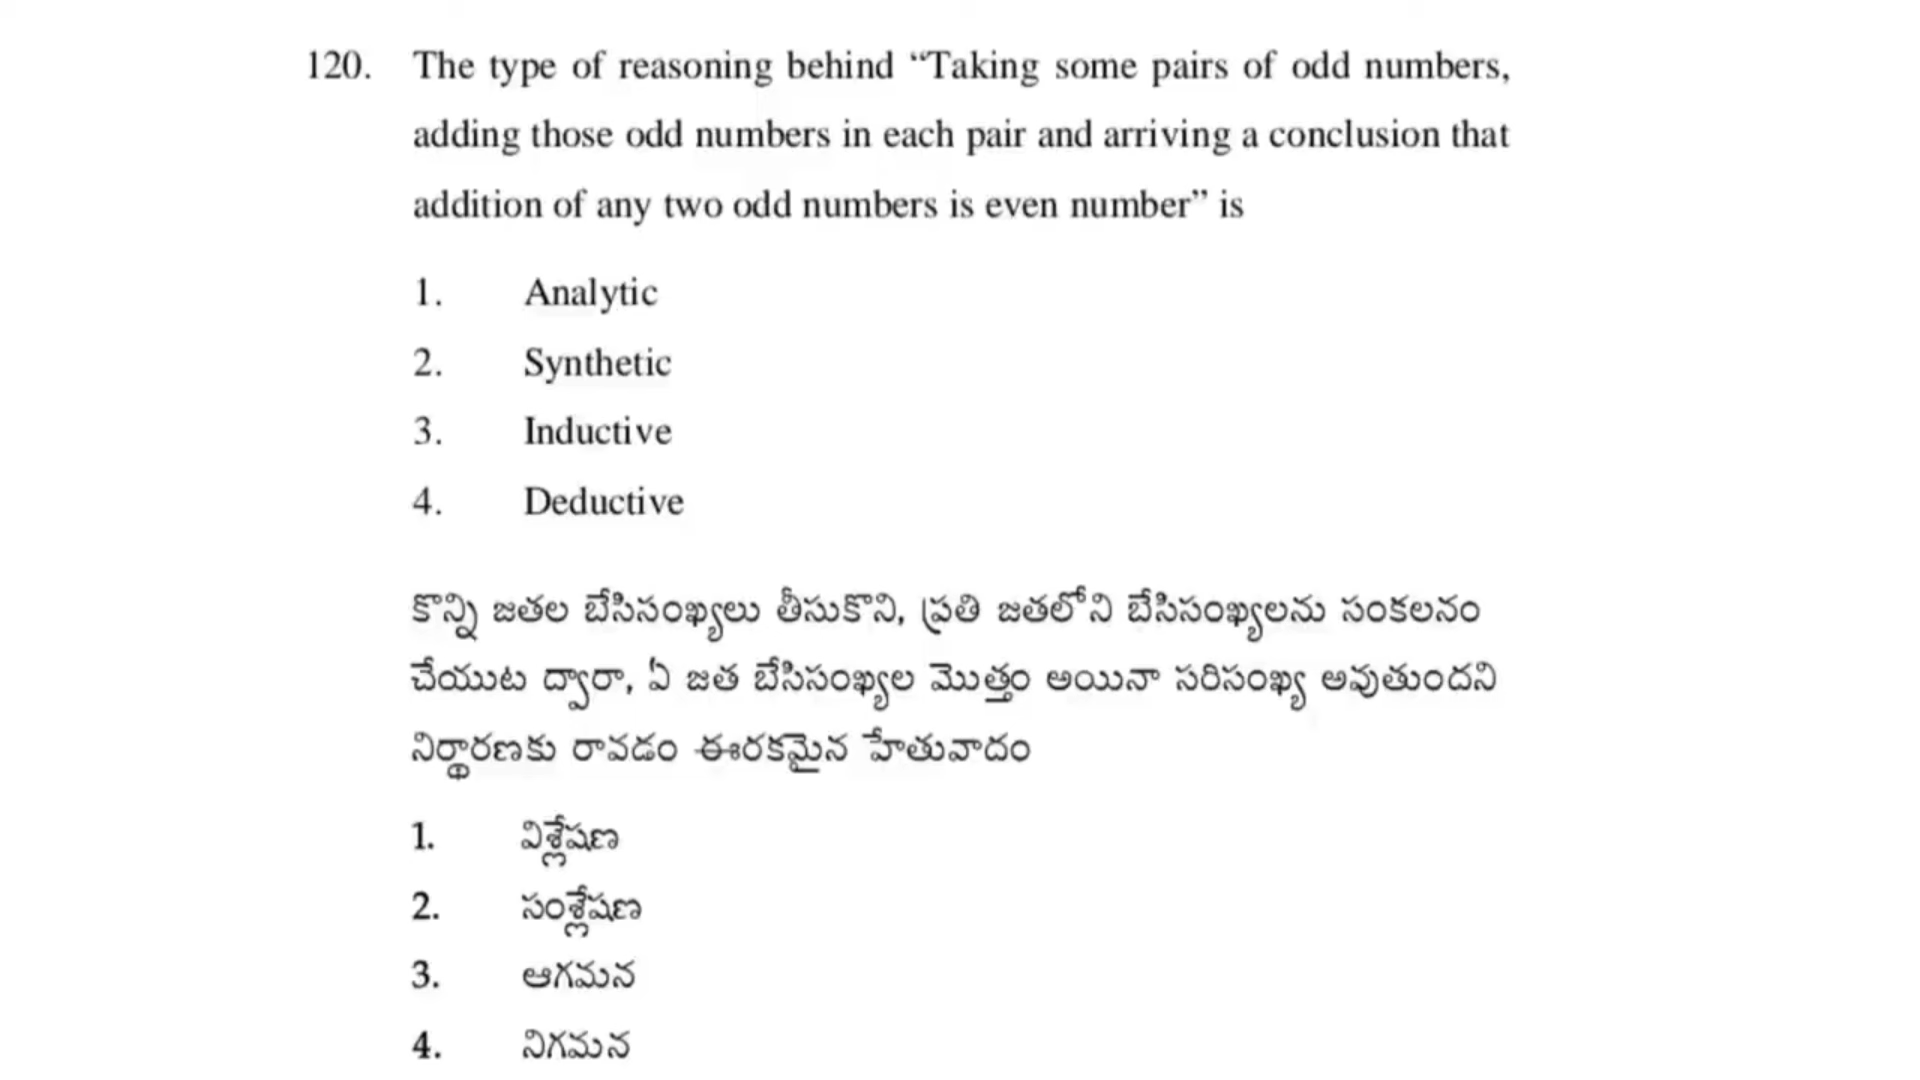 120. The type of reasoning behind “Taking some pairs of odd numbers,
adding those odd numbers in each pair and arriving a conclusion that
addition of any two odd numbers is even number” is
1. Analytic
2. Synthetic
3. Inductive
4. Deductive
కొన్ని జతల బేసిసంఖ్యలు తీసుకొని, ప్రతి జతలోని బేసిసంఖ్యలను సంకలనం
చేయుట ద్వారా, ఏ జత బేసిసంఖ్యల మొత్తం అయినా సరిసంఖ్య అవుతుందని
నిర్ధారణకు రావడం ఈరకమైన హేతువాదం
1. విశ్లేషణ
2. సంశ్లేషణ
3. ఆగమన
4. నిగమన